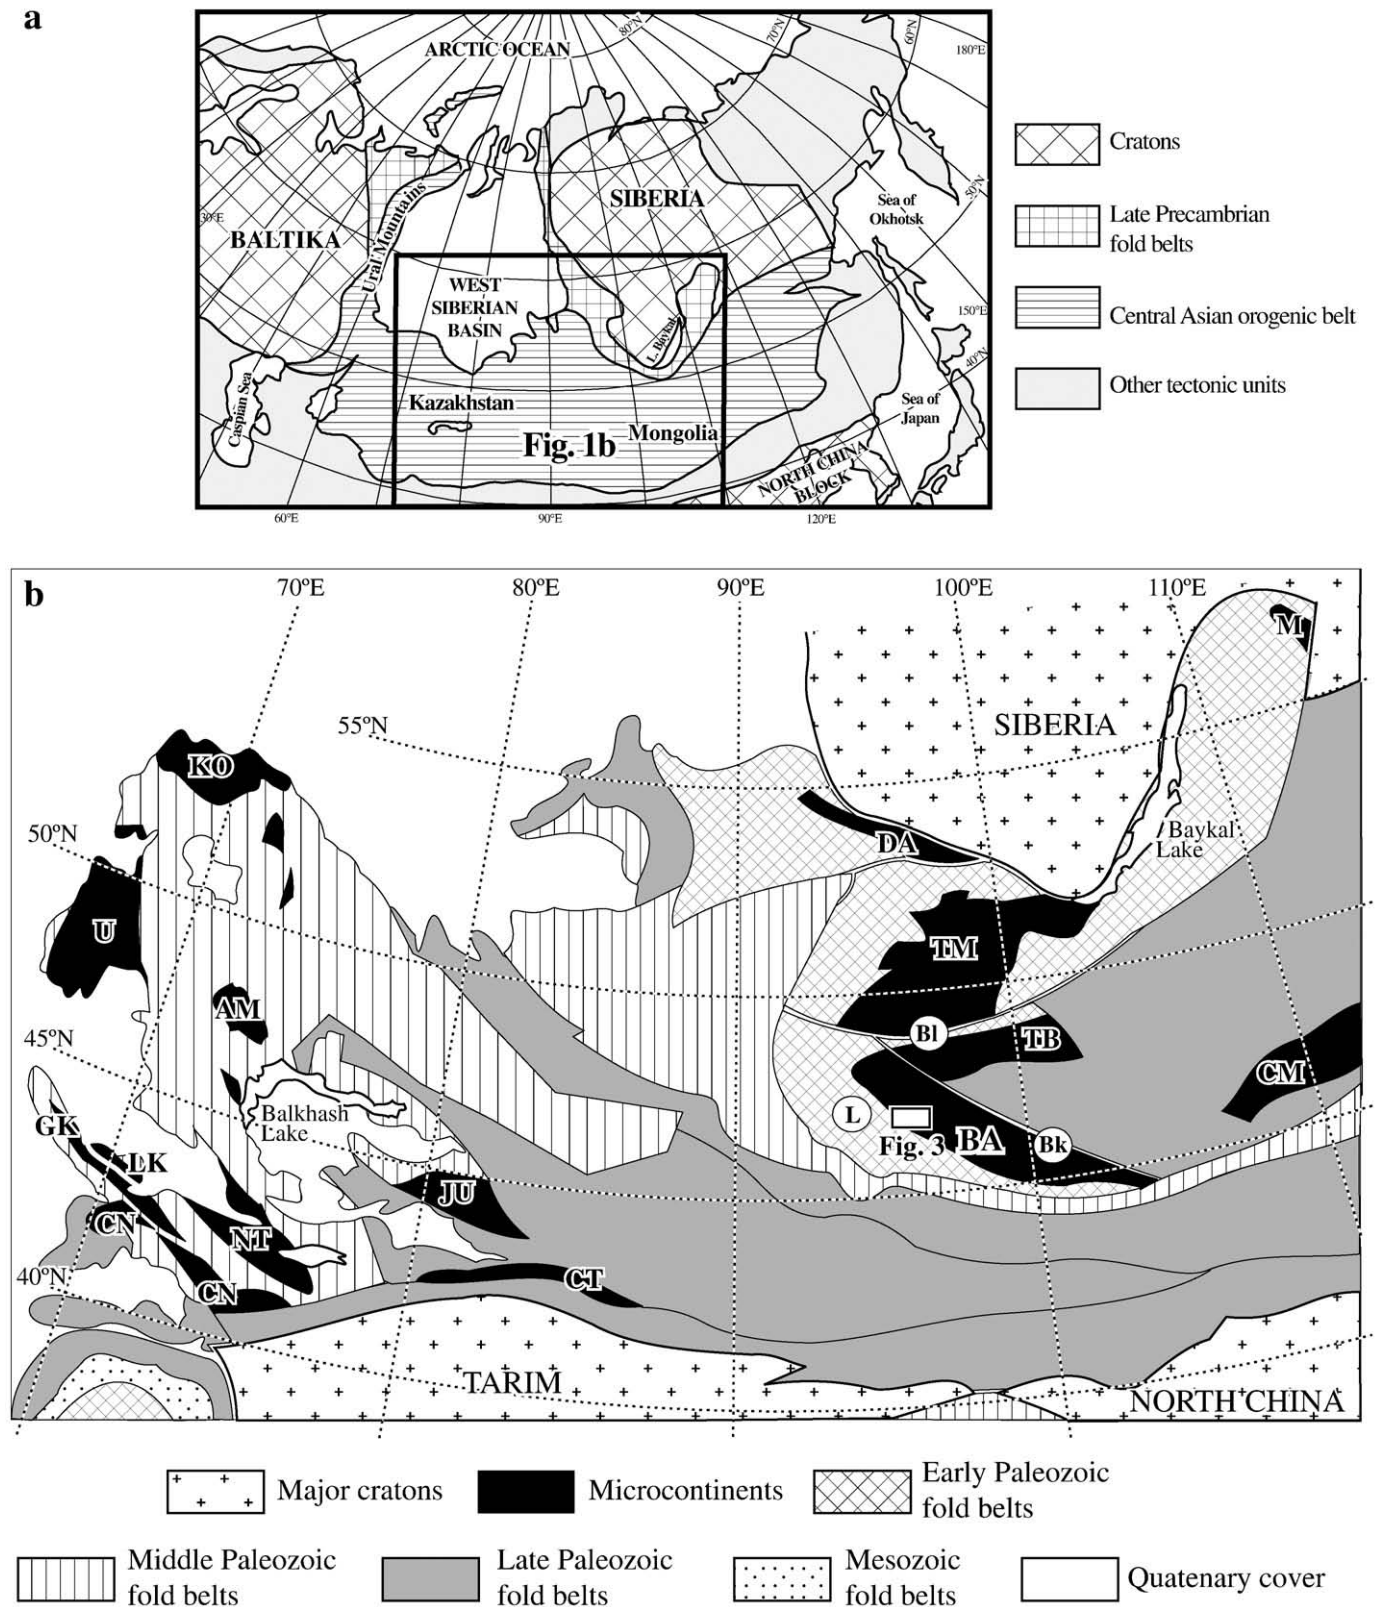 a
ARCTIC OCEAN
80°N
70°N
60°N
180°E
SIBERIA
50°N
Sea of
Okhotsk
30°E
BALTIKA
Ural Mountains
WEST
SIBERIAN
BASIN
L. Baykal
150°E
40°N
Caspian Sea
Kazakhstan
Mongolia
Sea of
Japan
Fig. 1b
NORTH CHINA
BLOCK
60°E
90°E
120°E
Cratons
Late Precambrian
fold belts
Central Asian orogenic belt
Other tectonic units
b
70°E
80°E
90°E
100°E
110°E
M
55°N
SIBERIA
KO
50°N
DA
Baykal
Lake
U
TM
AM
45°N
Bl
TB
CM
Balkhash
Lake
GK
L
Fig. 3
BA
Bk
LK
JU
CN
NT
40°N
CN
CT
TARIM
NORTH CHINA
Major cratons
Microcontinents
Early Paleozoic
fold belts
Middle Paleozoic
fold belts
Late Paleozoic
fold belts
Mesozoic
fold belts
Quatenary cover